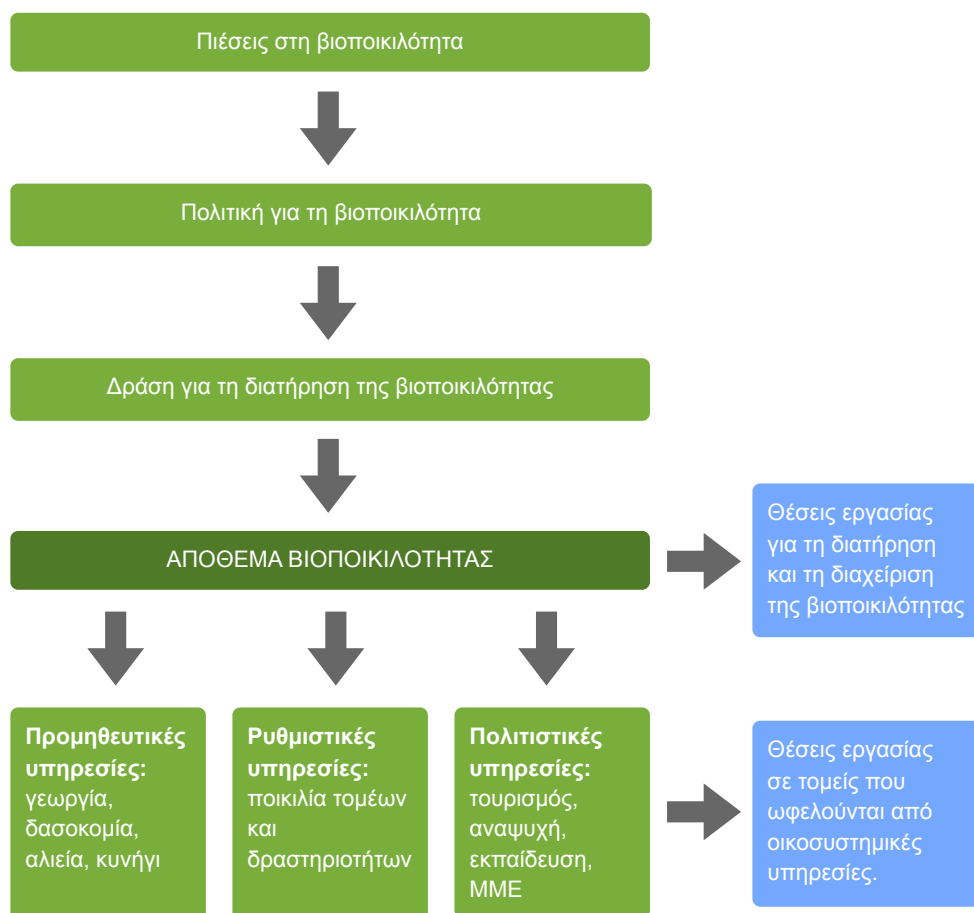 Πιέσεις στη βιοποικιλότητα
Πολιτική για τη βιοποικιλότητα
Δράση για τη διατήρηση της βιοποικιλότητας
ΑΠΟΘΕΜΑ ΒΙΟΠΟΙΚΙΛΟΤΗΤΑΣ
Θέσεις εργασίας
για τη διατήρηση
και τη διαχείριση
της βιοποικιλότητας
Προμηθευτικές
υπηρεσίες:
γεωργία,
δασοκομία,
αλιεία, κυνήγι
Ρυθμιστικές
υπηρεσίες:
ποικιλία τομέων
και
δραστηριοτήτων
Πολιτιστικές
υπηρεσίες:
τουρισμός,
αναψυχή,
εκπαίδευση,
ΜΜΕ
Θέσεις εργασίας
σε τομείς που
ωφελούνται από
οικοσυστημικές
υπηρεσίες.